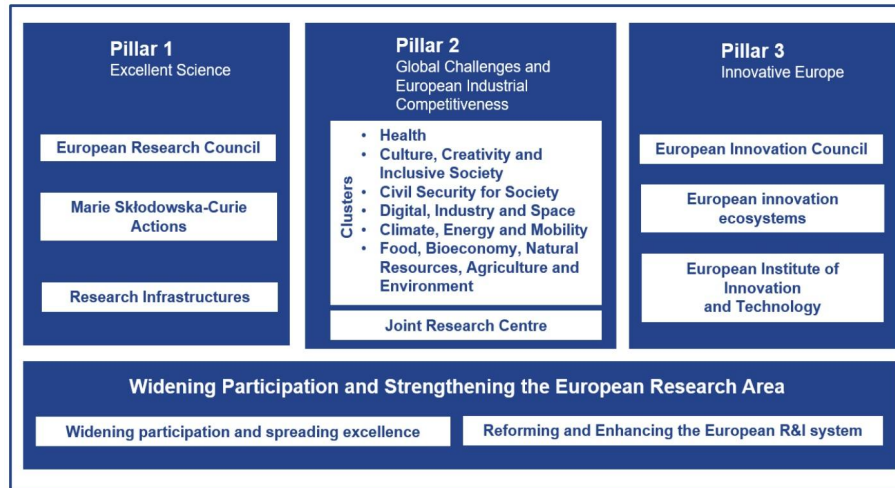 Pillar 1
Excellent Science
European Research Council
Marie Skłodowska-Curie
Actions
Research Infrastructures
Pillar 2
Global Challenges and
European Industrial
Competitiveness
Clusters
• Health
• Culture, Creativity and
Inclusive Society
• Civil Security for Society
• Digital, Industry and Space
• Climate, Energy and Mobility
• Food, Bioeconomy, Natural
Resources, Agriculture and
Environment
Joint Research Centre
Pillar 3
Innovative Europe
European Innovation Council
European innovation
ecosystems
European Institute of
Innovation
and Technology
Widening Participation and Strengthening the European Research Area
Widening participation and spreading excellence
Reforming and Enhancing the European R&I system